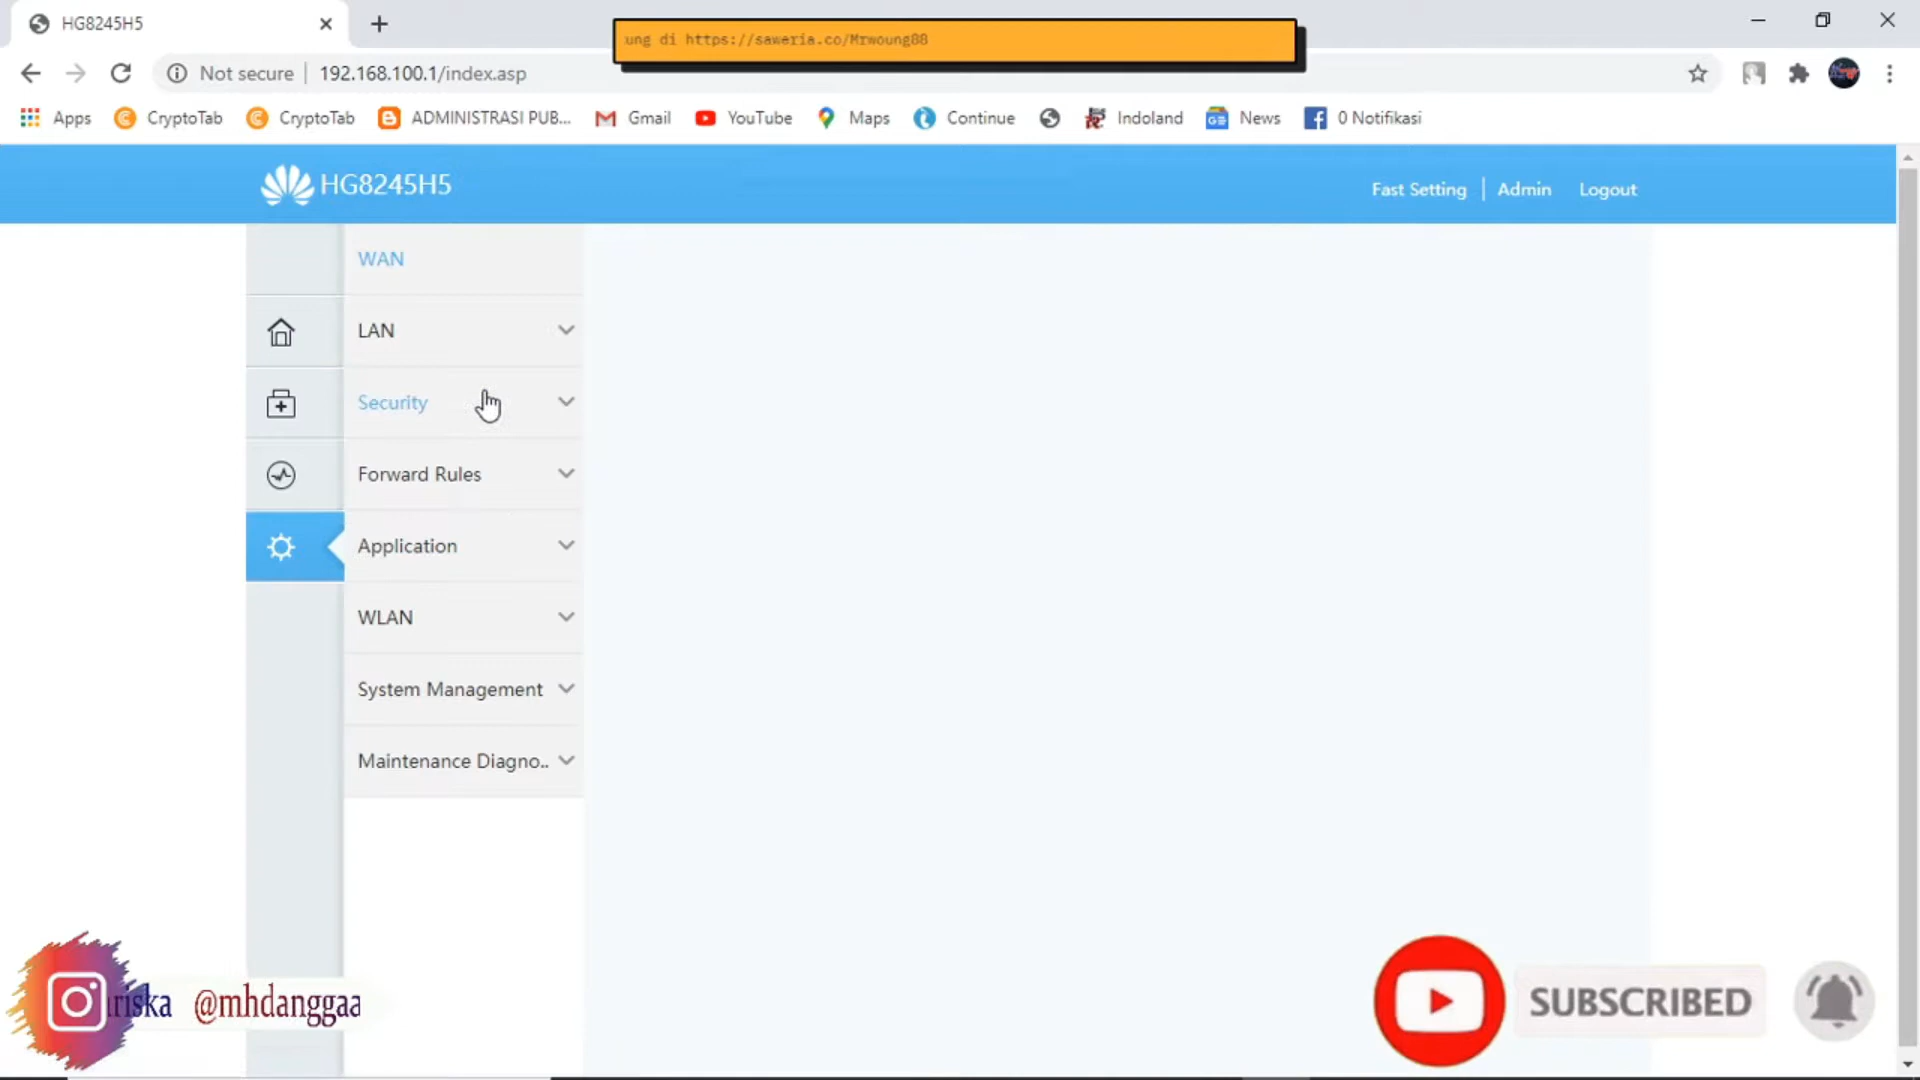 HG8245H5
ung di https://saweria.co/Mrwoung88
Not secure
192.168.100.1/index.asp
Apps
CryptoTab
CryptoTab
ADMINISTRASI PUB...
Gmail
YouTube
Maps
Continue
Indoland
News
0 Notifikasi
HG8245H5
Fast Setting
Admin
Logout
WAN
LAN
Security
Forward Rules
Application
WLAN
System Management
Maintenance Diagno..
riska @mhdanggaa
SUBSCRIBED